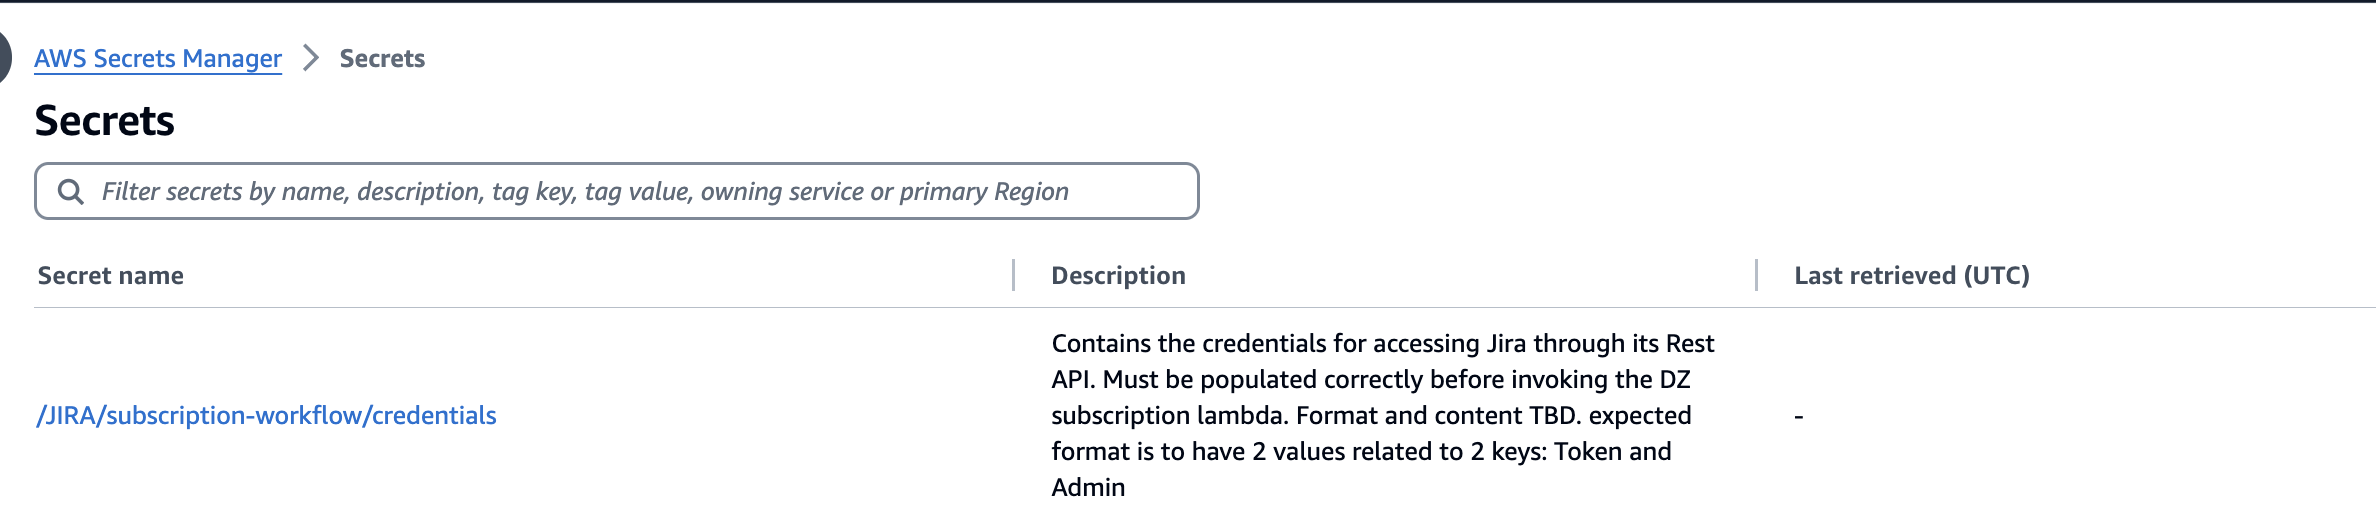 AWS Secrets Manager > Secrets
Secrets
Filter secrets by name, description, tag key, tag value, owning service or primary Region
Secret name | Description | Last retrieved (UTC)
Contains the credentials for accessing Jira through its Rest
API. Must be populated correctly before invoking the DZ
/JIRA/subscription-workflow/credentials subscription lambda. Format and content TBD. expected -
format is to have 2 values related to 2 keys: Token and
Admin